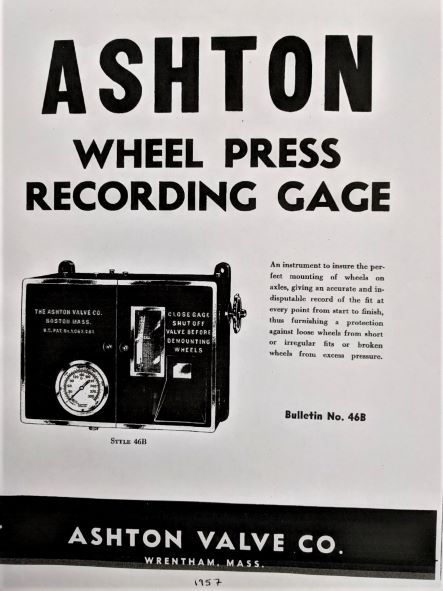 ASHTON
WHEEL PRESS
RECORDING GAGE
THE ASHTON VALVE CO.
BOSTON MASS.
CLOSE GAGE
SHUT OFF
VALVE BEFORE
DEMOUNTING
WHEELS
STYLE 46B
An instrument to insure the per-
fect mounting of wheels on
axles, giving an accurate and in-
disputable record of the fit at
every point from start to finish,
thus furnishing a protection
against loose wheels from short
or irregular fits or broken
wheels from excess pressure.
Bulletin No. 46B
ASHTON VALVE CO.
WRENTHAM, MASS.
1957